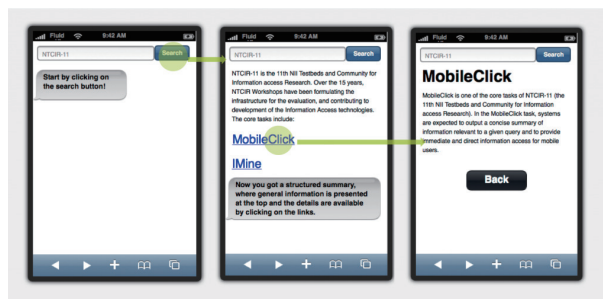 Fluid 9:42 AM
NTCIR-11 Search
Start by clicking on
the search button!
Fluid 9:42 AM
NTCIR-11 Search
NTCIR-11 is the 11th NII Testbeds and Community for
Information access Research. Over the 15 years,
NTCIR Workshops have been formulating the
infrastructure for the evaluation, and contributing to
development of the Information Access technologies.
The core tasks include:
MobileClick
IMine
Now you got a structured summary,
where general information is presented
at the top and the details are available
by clicking on the links.
Fluid 9:42 AM
NTCIR-11 Search
MobileClick
MobileClick is one of the core tasks of NTCIR-11 (the
11th NII Testbeds and Community for Information
access Research). In the MobileClick task, systems
are expected to output a concise summary of
information relevant to a given query and to provide
immediate and direct information access for mobile
users.
Back